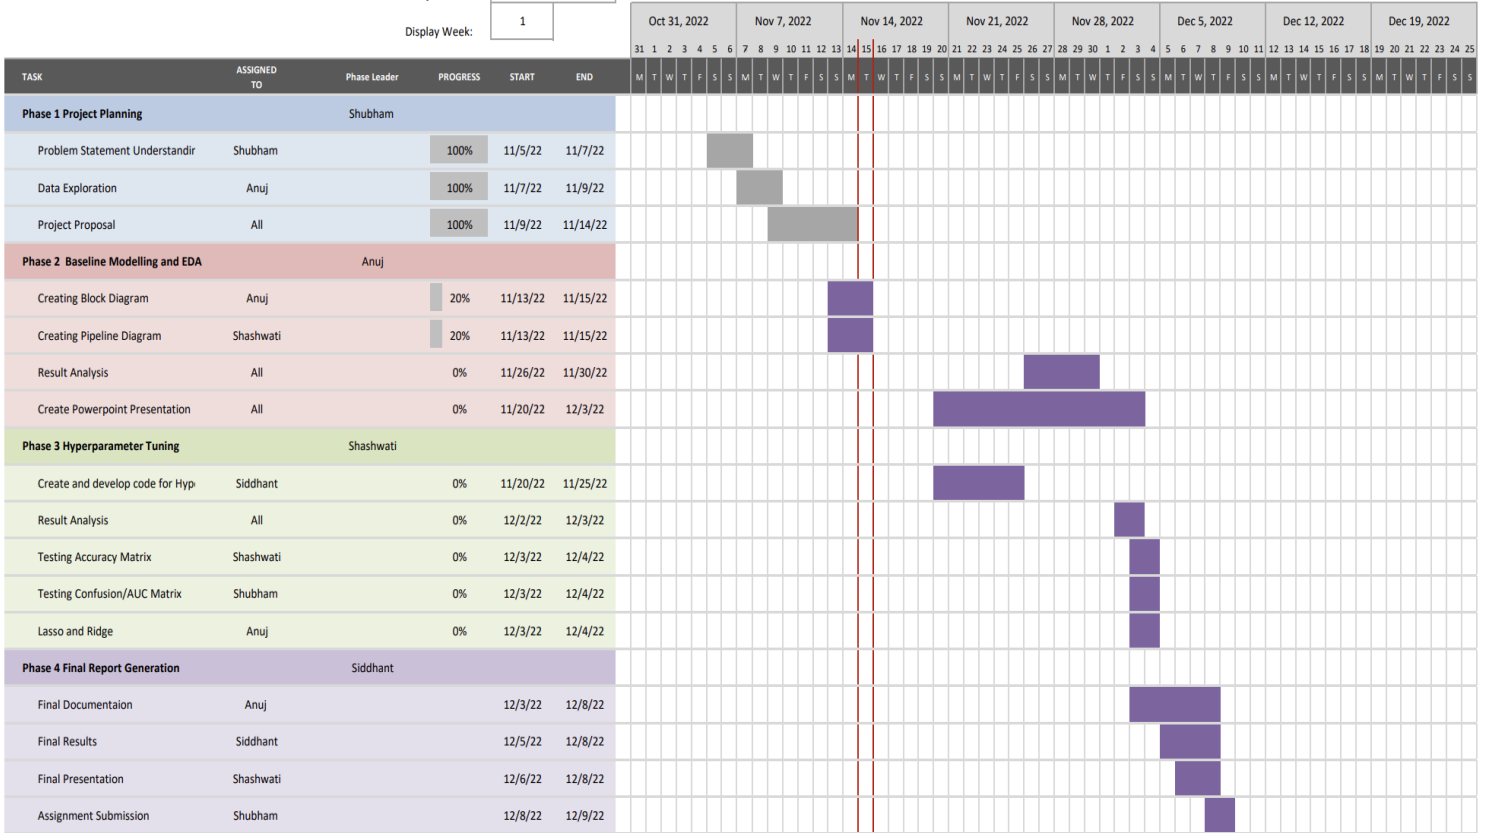 Display Week: 1
Oct 31, 2022 Nov 7, 2022 Nov 14, 2022 Nov 21, 2022 Nov 28, 2022 Dec 5, 2022 Dec 12, 2022 Dec 19, 2022
31 1 2 3 4 5 6 7 8 9 10 11 12 13 14 15 16 17 18 19 20 21 22 23 24 25 26 27 28 29 30 1 2 3 4 5 6 7 8 9 10 11 12 13 14 15 16 17 18 19 20 21 22 23 24 25
TASK ASSIGNED TO Phase Leader PROGRESS START END M T W T F S S M T W T F S S M T W T F S S M T W T F S S M T W T F S S M T W T F S S M T W T F S S M T W T F S S
Phase 1 Project Planning Shubham
Problem Statement Understandin Shubham 100% 11/5/22 11/7/22
Data Exploration Anuj 100% 11/7/22 11/9/22
Project Proposal All 100% 11/9/22 11/14/22
Phase 2 Baseline Modelling and EDA Anuj
Creating Block Diagram Anuj 20% 11/13/22 11/15/22
Creating Pipeline Diagram Shashwati 20% 11/13/22 11/15/22
Result Analysis All 0% 11/26/22 11/30/22
Create Powerpoint Presentation All 0% 11/20/22 12/3/22
Phase 3 Hyperparameter Tuning Shashwati
Create and develop code for Hyp Siddhant 0% 11/20/22 11/25/22
Result Analysis All 0% 12/2/22 12/3/22
Testing Accuracy Matrix Shashwati 0% 12/3/22 12/4/22
Testing Confusion/AUC Matrix Shubham 0% 12/3/22 12/4/22
Lasso and Ridge Anuj 0% 12/3/22 12/4/22
Phase 4 Final Report Generation Siddhant
Final Documentaion Anuj 12/3/22 12/8/22
Final Results Siddhant 12/5/22 12/8/22
Final Presentation Shashwati 12/6/22 12/8/22
Assignment Submission Shubham 12/8/22 12/9/22